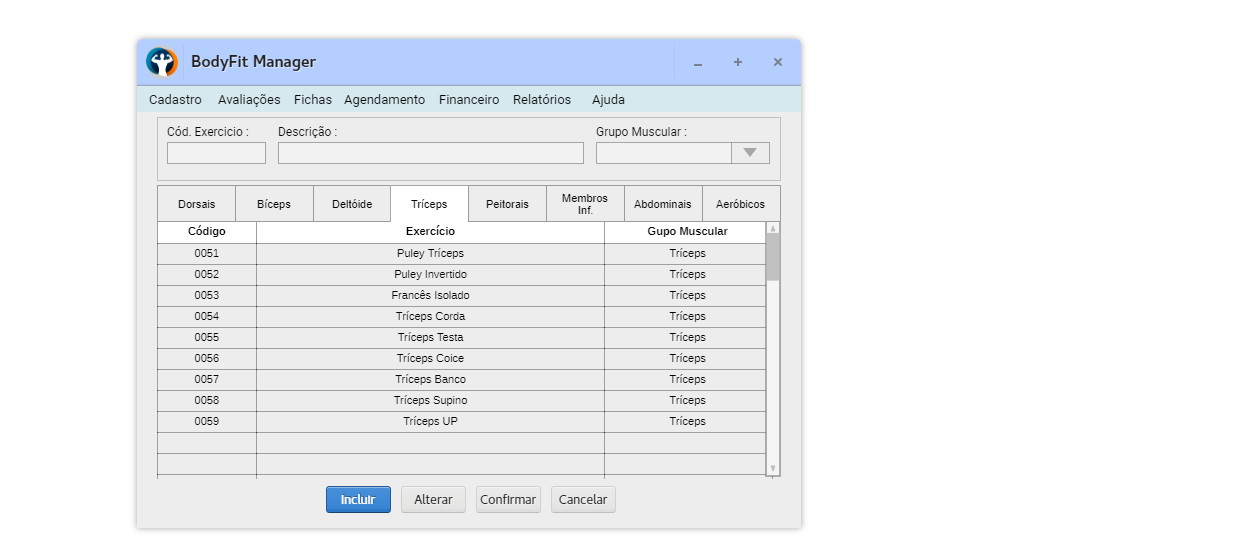 BodyFit Manager
Cadastro Avaliações Fichas Agendamento Financeiro Relatórios Ajuda
Cód. Exercicio : Descrição : Grupo Muscular :
Dorsais Bíceps Deltóide Tríceps Peitorais Membros Inf. Abdominais Aeróbicos
Código Exercício Gupo Muscular
0051 Puley Tríceps Tríceps
0052 Puley Invertido Tríceps
0053 Francês Isolado Tríceps
0054 Tríceps Corda Tríceps
0055 Tríceps Testa Tríceps
0056 Tríceps Coice Tríceps
0057 Tríceps Banco Tríceps
0058 Tríceps Supino Tríceps
0059 Tríceps UP Tríceps
Incluir Alterar Confirmar Cancelar